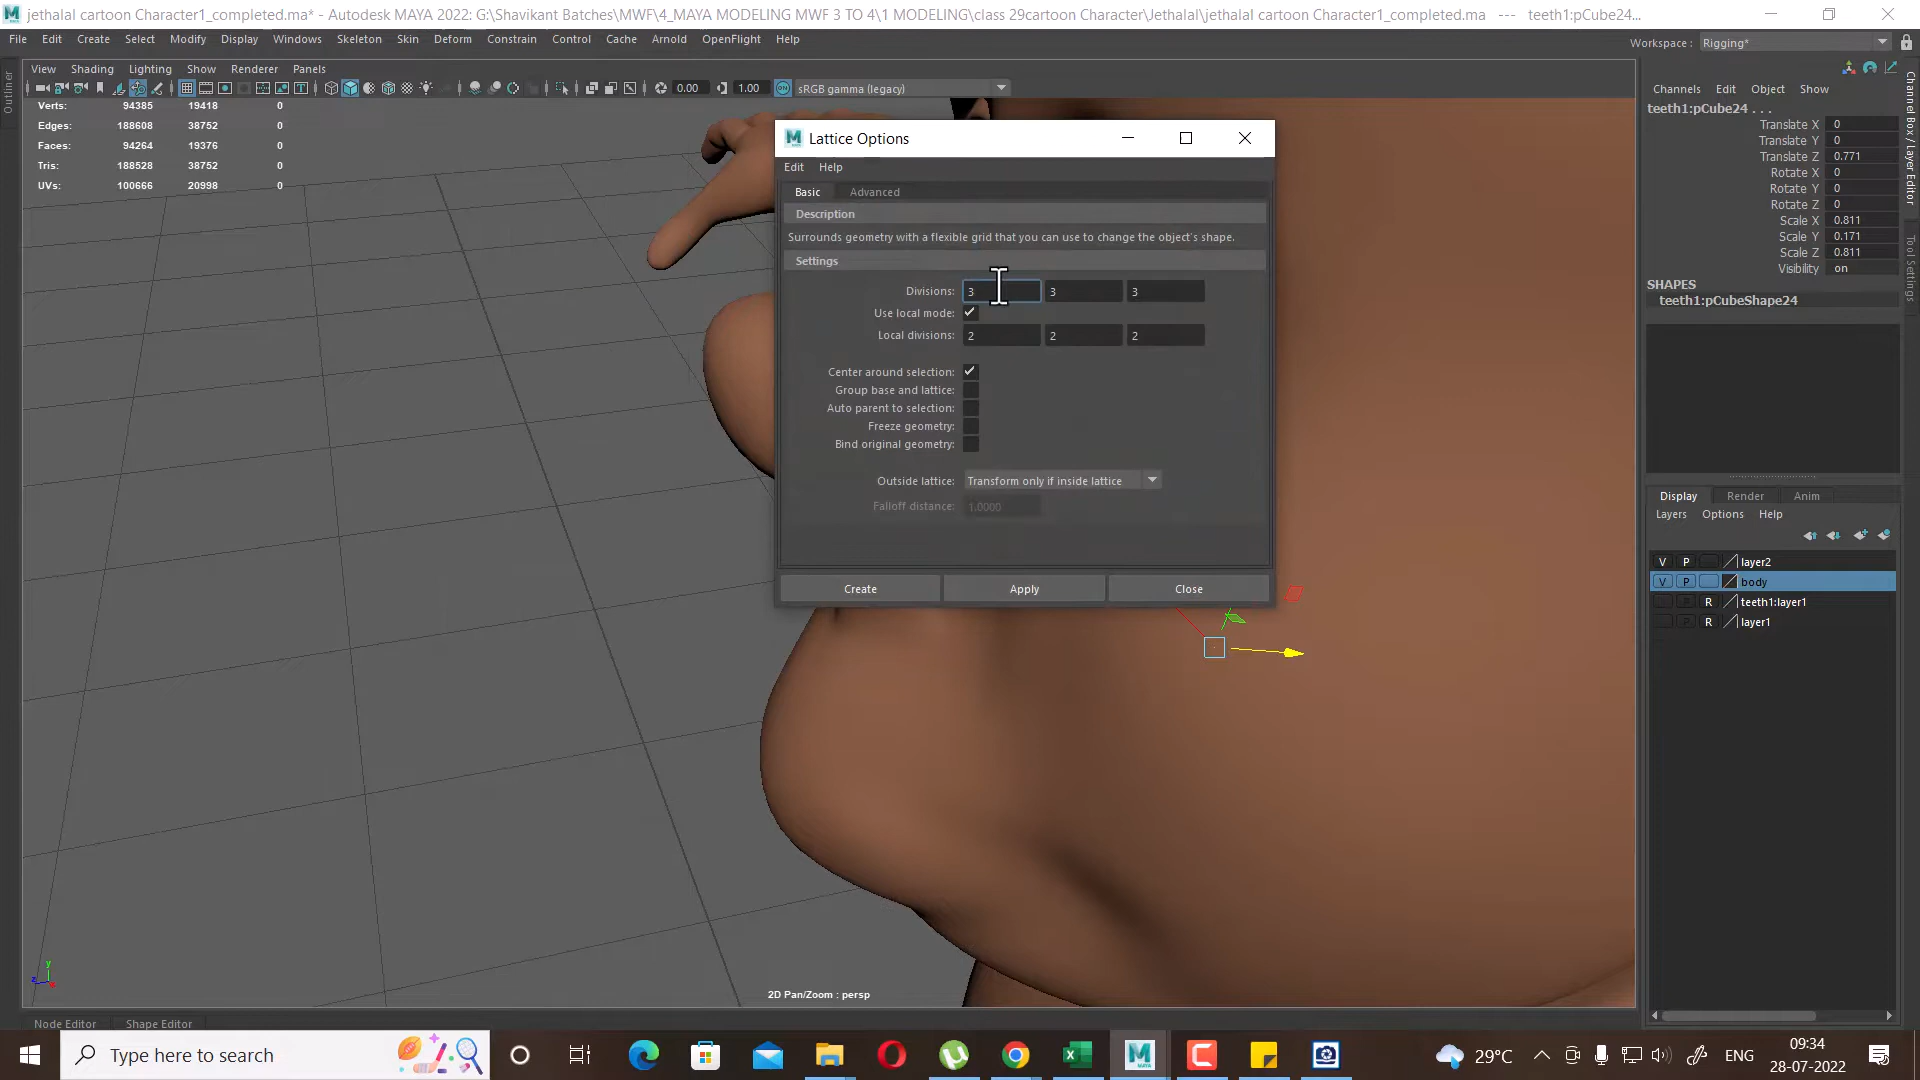 jethalal cartoon Character1_completed.ma* - Autodesk MAYA 2022: G:\Shavikant Batches\MWF\4_MAYA MODELING MWF 3 TO 4\1 MODELING\class 29cartoon Character\Jethalal\jethalal cartoon Character1_completed.ma --- teeth1:pCube24...
File Edit Create Select Modify Display Windows Skeleton Skin Deform Constrain Control Cache Arnold OpenFlight Help
Workspace : Rigging*
View Shading Lighting Show Renderer Panels
0.00 1.00 ON sRGB gamma (legacy)
Outliner
Verts: 94385 19418 0
Edges: 188608 38752 0
Faces: 94264 19376 0
Tris: 188528 38752 0
UVs: 100666 20998 0
Lattice Options
Edit Help
Basic Advanced
Description
Surrounds geometry with a flexible grid that you can use to change the object's shape.
Settings
Divisions: 3 3 3
Use local mode:
Local divisions: 2 2 2
Center around selection:
Group base and lattice:
Auto parent to selection:
Freeze geometry:
Bind original geometry:
Outside lattice: Transform only if inside lattice
Falloff distance: 1.0000
Create Apply Close
y
z
2D Pan/Zoom : persp
Channels Edit Object Show
teeth1:pCube24 . . .
Translate X 0
Translate Y 0
Translate Z 0.771
Rotate X 0
Rotate Y 0
Rotate Z 0
Scale X 0.811
Scale Y 0.171
Scale Z 0.811
Visibility on
SHAPES
teeth1:pCubeShape24
Channel Box / Layer Editor
Tool Settings
Display Render Anim
Layers Options Help
V P layer2
V P body
P R teeth1:layer1
P R layer1
Node Editor Shape Editor
Type here to search
MAYA
29°C
ENG
09:34
28-07-2022